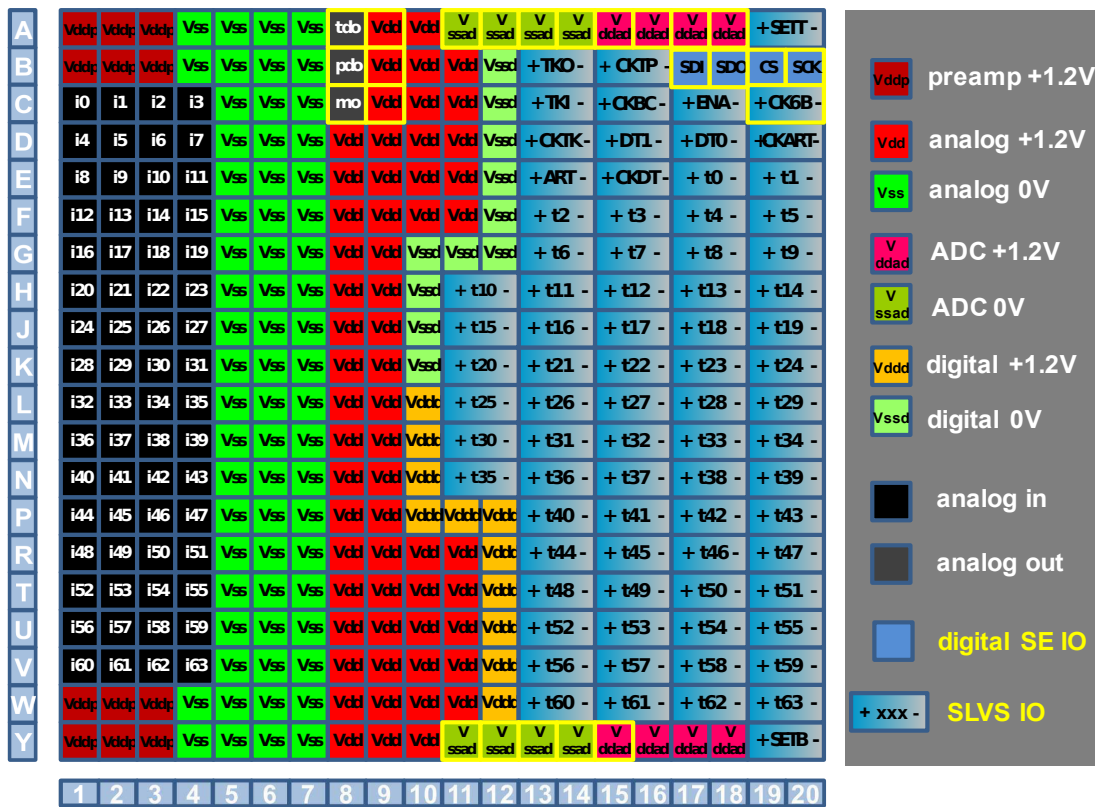 A Vddp Vddp Vddp Vss Vss Vss Vss tdo Vdd Vdd V ssad V ssad V ssad V ssad V ddad V ddad V ddad V ddad + SETT -
B Vddp Vddp Vddp Vss Vss Vss Vss pdo Vdd Vdd Vdd Vssd + TKO - + CKTP - SDI SDO CS SCK
C i0 i1 i2 i3 Vss Vss Vss mo Vdd Vdd Vdd Vssd + TKI - + CKBC - + ENA - + CK6B -
D i4 i5 i6 i7 Vss Vss Vss Vdd Vdd Vdd Vdd Vssd + CKTK - + DT1 - + DT0 - +CKART-
E i8 i9 i10 i11 Vss Vss Vss Vdd Vdd Vdd Vdd Vssd + ART - + CKDT - + t0 - + t1 -
F i12 i13 i14 i15 Vss Vss Vss Vdd Vdd Vdd Vdd Vssd + t2 - + t3 - + t4 - + t5 -
G i16 i17 i18 i19 Vss Vss Vss Vdd Vdd Vssd Vssd Vssd + t6 - + t7 - + t8 - + t9 -
H i20 i21 i22 i23 Vss Vss Vss Vdd Vdd Vssd + t10 - + t11 - + t12 - + t13 - + t14 -
J i24 i25 i26 i27 Vss Vss Vss Vdd Vdd Vssd + t15 - + t16 - + t17 - + t18 - + t19 -
K i28 i29 i30 i31 Vss Vss Vss Vdd Vdd Vssd + t20 - + t21 - + t22 - + t23 - + t24 -
L i32 i33 i34 i35 Vss Vss Vss Vdd Vdd Vddd + t25 - + t26 - + t27 - + t28 - + t29 -
M i36 i37 i38 i39 Vss Vss Vss Vdd Vdd Vddd + t30 - + t31 - + t32 - + t33 - + t34 -
N i40 i41 i42 i43 Vss Vss Vss Vdd Vdd Vddd + t35 - + t36 - + t37 - + t38 - + t39 -
P i44 i45 i46 i47 Vss Vss Vss Vdd Vdd Vddd Vddd Vddd + t40 - + t41 - + t42 - + t43 -
R i48 i49 i50 i51 Vss Vss Vss Vdd Vdd Vdd Vdd Vddd + t44 - + t45 - + t46 - + t47 -
T i52 i53 i54 i55 Vss Vss Vss Vdd Vdd Vdd Vdd Vddd + t48 - + t49 - + t50 - + t51 -
U i56 i57 i58 i59 Vss Vss Vss Vdd Vdd Vdd Vdd Vddd + t52 - + t53 - + t54 - + t55 -
V i60 i61 i62 i63 Vss Vss Vss Vdd Vdd Vdd Vdd Vddd + t56 - + t57 - + t58 - + t59 -
W Vddp Vddp Vddp Vss Vss Vss Vss Vdd Vdd Vdd Vdd Vddd + t60 - + t61 - + t62 - + t63 -
Y Vddp Vddp Vddp Vss Vss Vss Vss Vdd Vdd Vdd V ssad V ssad V ssad V ssad V ddad V ddad V ddad V ddad + SETB -
1 2 3 4 5 6 7 8 9 10 11 12 13 14 15 16 17 18 19 20
Vddp preamp +1.2V
Vdd analog +1.2V
Vss analog 0V
V ddad ADC +1.2V
V ssad ADC 0V
Vddd digital +1.2V
Vssd digital 0V
analog in
analog out
digital SE IO
+ xxx - SLVS IO